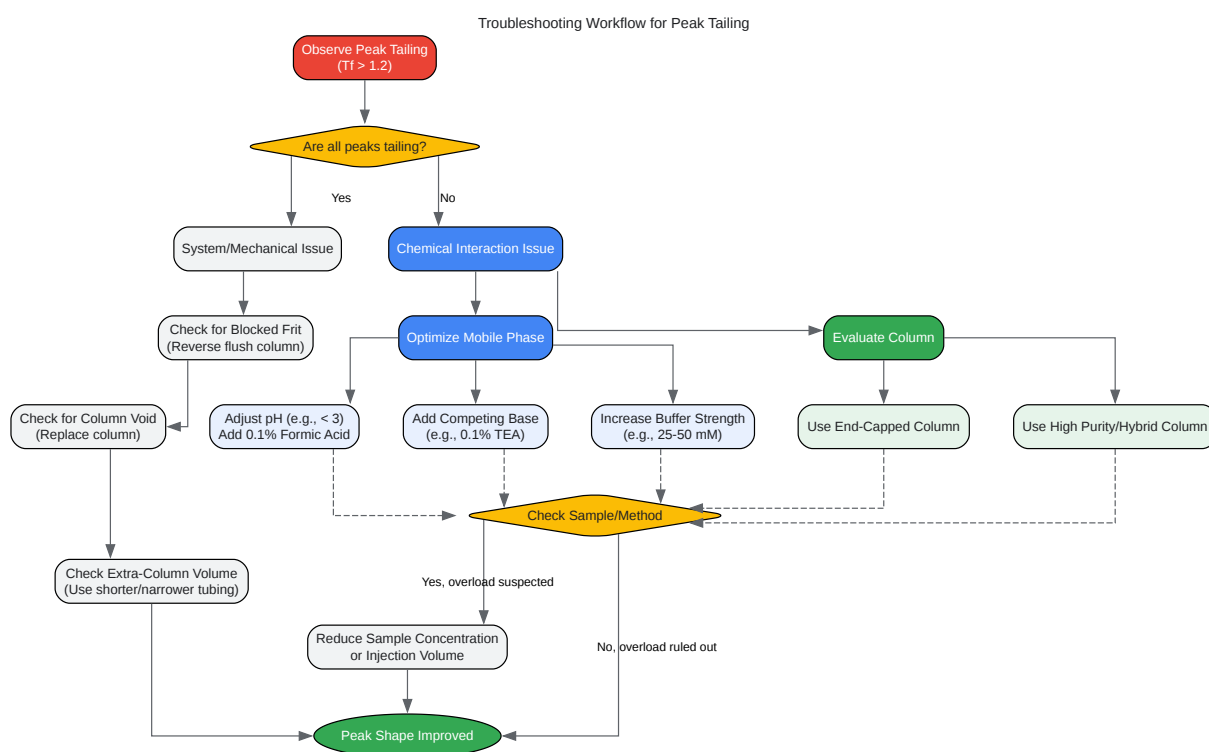 Troubleshooting Workflow for Peak Tailing
Observe Peak Tailing
(Tf > 1.2)
Are all peaks tailing?
Yes
No
System/Mechanical Issue
Chemical Interaction Issue
Check for Blocked Frit
(Reverse flush column)
Optimize Mobile Phase
Evaluate Column
Check for Column Void
(Replace column)
Adjust pH (e.g., < 3)
Add 0.1% Formic Acid
Add Competing Base
(e.g., 0.1% TEA)
Increase Buffer Strength
(e.g., 25-50 mM)
Use End-Capped Column
Use High Purity/Hybrid Column
Check Sample/Method
Check Extra-Column Volume
(Use shorter/narrower tubing)
Yes, overload suspected
Reduce Sample Concentration
or Injection Volume
No, overload ruled out
Peak Shape Improved